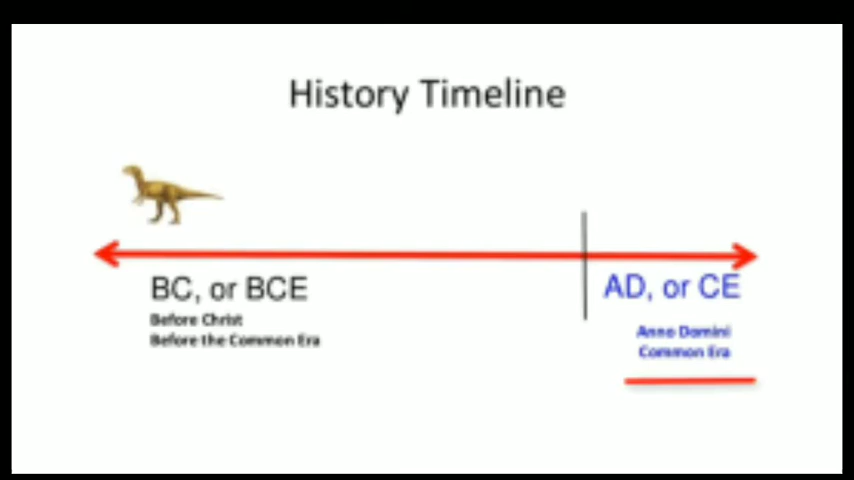 History Timeline
BC, or BCE
Before Christ
Before the Common Era
AD, or CE
Anno Domini
Common Era